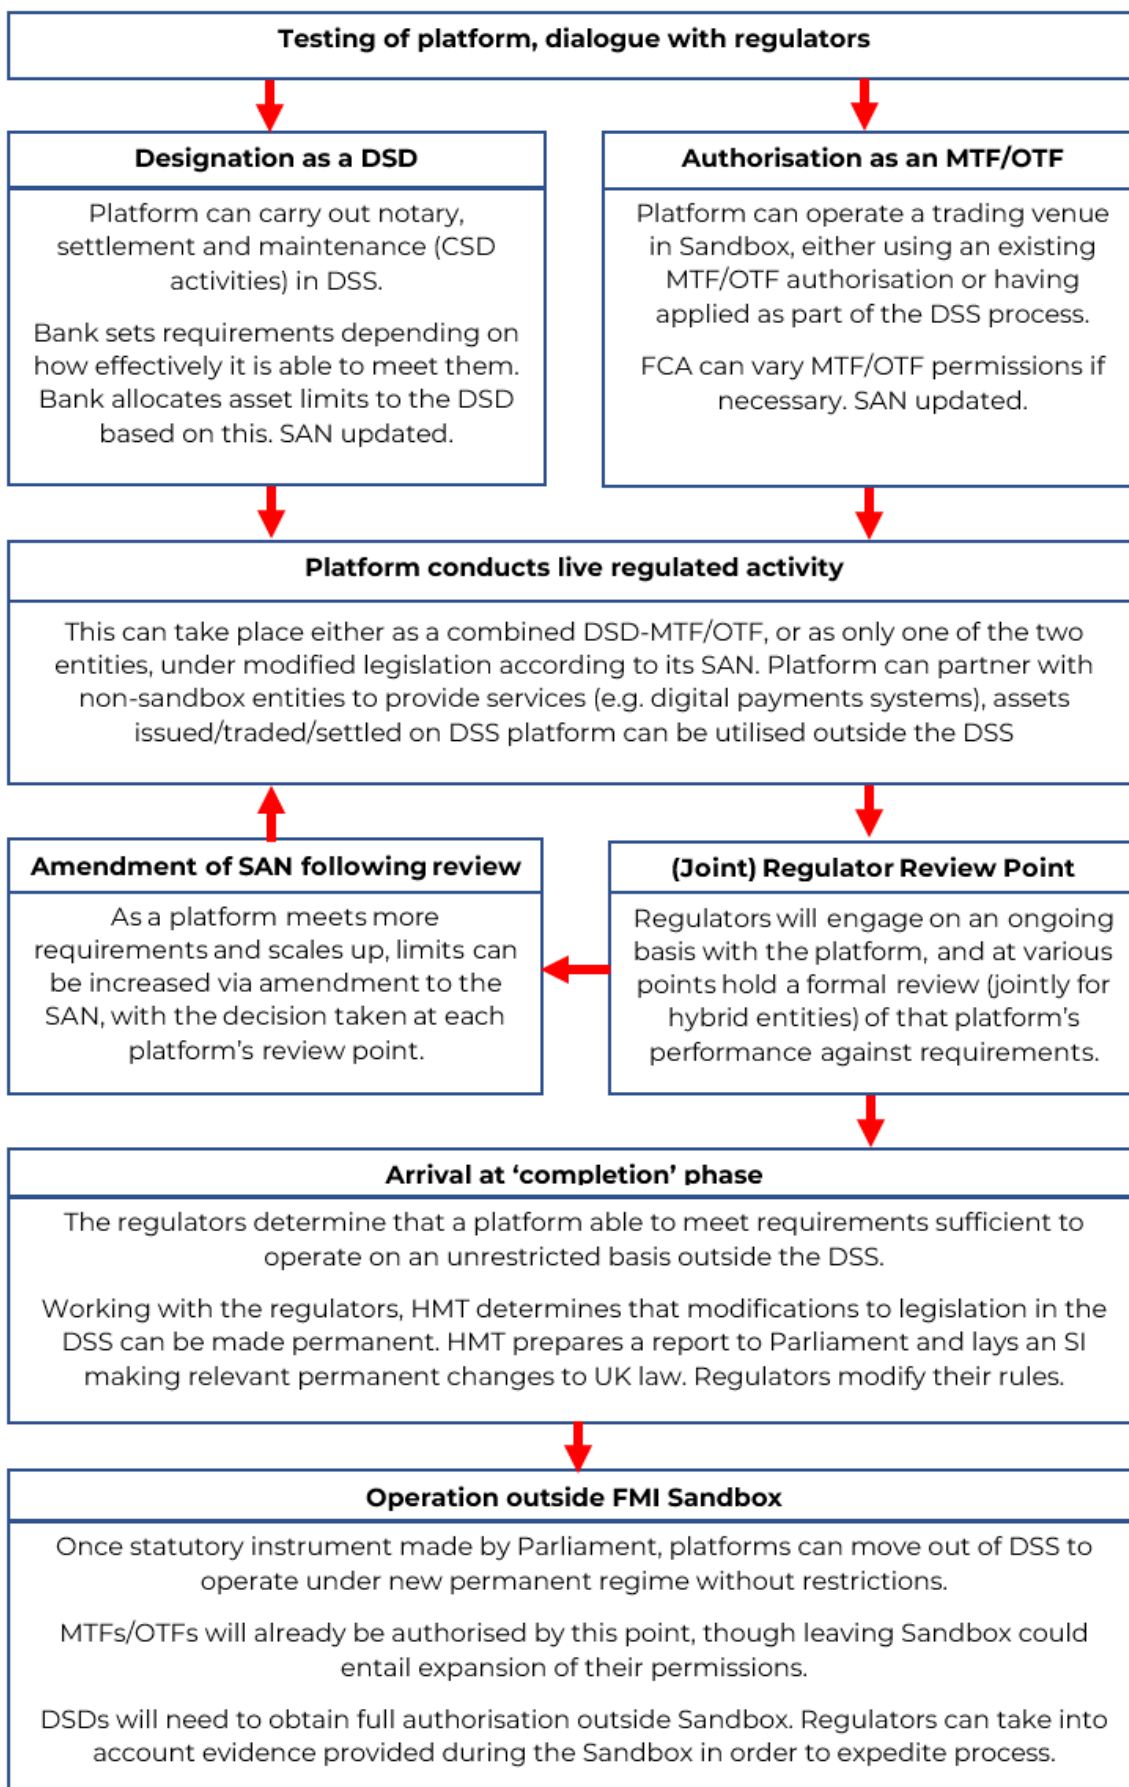 Testing of platform, dialogue with regulators
Designation as a DSD
Platform can carry out notary,
settlement and maintenance (CSD
activities) in DSS.
Bank sets requirements depending on
how effectively it is able to meet them.
Bank allocates asset limits to the DSD
based on this. SAN updated.
Authorisation as an MTF/OTF
Platform can operate a trading venue
in Sandbox, either using an existing
MTF/OTF authorisation or having
applied as part of the DSS process.
FCA can vary MTF/OTF permissions if
necessary. SAN updated.
Platform conducts live regulated activity
This can take place either as a combined DSD-MTF/OTF, or as only one of the two
entities, under modified legislation according to its SAN. Platform can partner with
non-sandbox entities to provide services (e.g. digital payments systems), assets
issued/traded/settled on DSS platform can be utilised outside the DSS
Amendment of SAN following review
As a platform meets more
requirements and scales up, limits can
be increased via amendment to the
SAN, with the decision taken at each
platform's review point.
(Joint) Regulator Review Point
Regulators will engage on an ongoing
basis with the platform, and at various
points hold a formal review (jointly for
hybrid entities) of that platform's
performance against requirements.
Arrival at 'completion' phase
The regulators determine that a platform able to meet requirements sufficient to
operate on an unrestricted basis outside the DSS.
Working with the regulators, HMT determines that modifications to legislation in the
DSS can be made permanent. HMT prepares a report to Parliament and lays an SI
making relevant permanent changes to UK law. Regulators modify their rules.
Operation outside FMI Sandbox
Once statutory instrument made by Parliament, platforms can move out of DSS to
operate under new permanent regime without restrictions.
MTFs/OTFs will already be authorised by this point, though leaving Sandbox could
entail expansion of their permissions.
DSDs will need to obtain full authorisation outside Sandbox. Regulators can take into
account evidence provided during the Sandbox in order to expedite process.